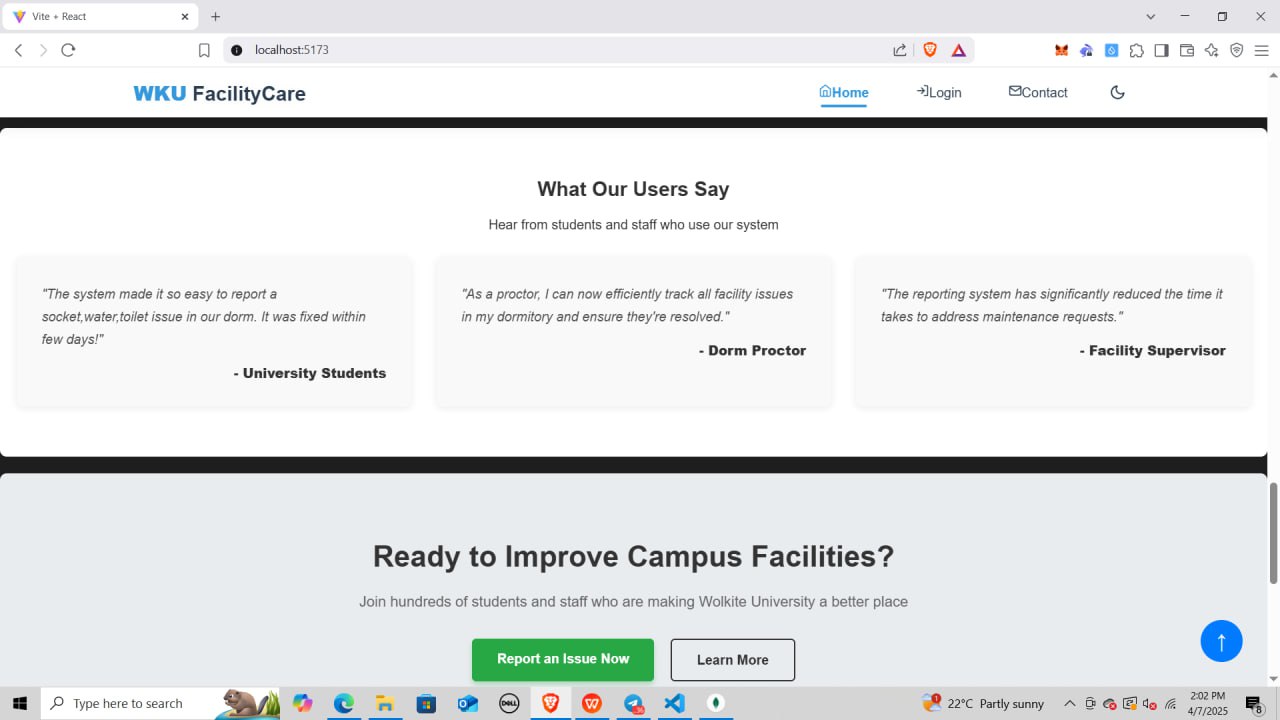 Vite + React
localhost:5173
WKU FacilityCare
Home
Login
Contact
What Our Users Say
Hear from students and staff who use our system
"The system made it so easy to report a
socket,water,toilet issue in our dorm. It was fixed within
few days!"
- University Students
"As a proctor, I can now efficiently track all facility issues
in my dormitory and ensure they're resolved."
- Dorm Proctor
"The reporting system has significantly reduced the time it
takes to address maintenance requests."
- Facility Supervisor
Ready to Improve Campus Facilities?
Join hundreds of students and staff who are making Wolkite University a better place
Report an Issue Now
Learn More
↑
Type here to search
DELL
1
22°C Partly sunny
2:02 PM
4/7/2025
8